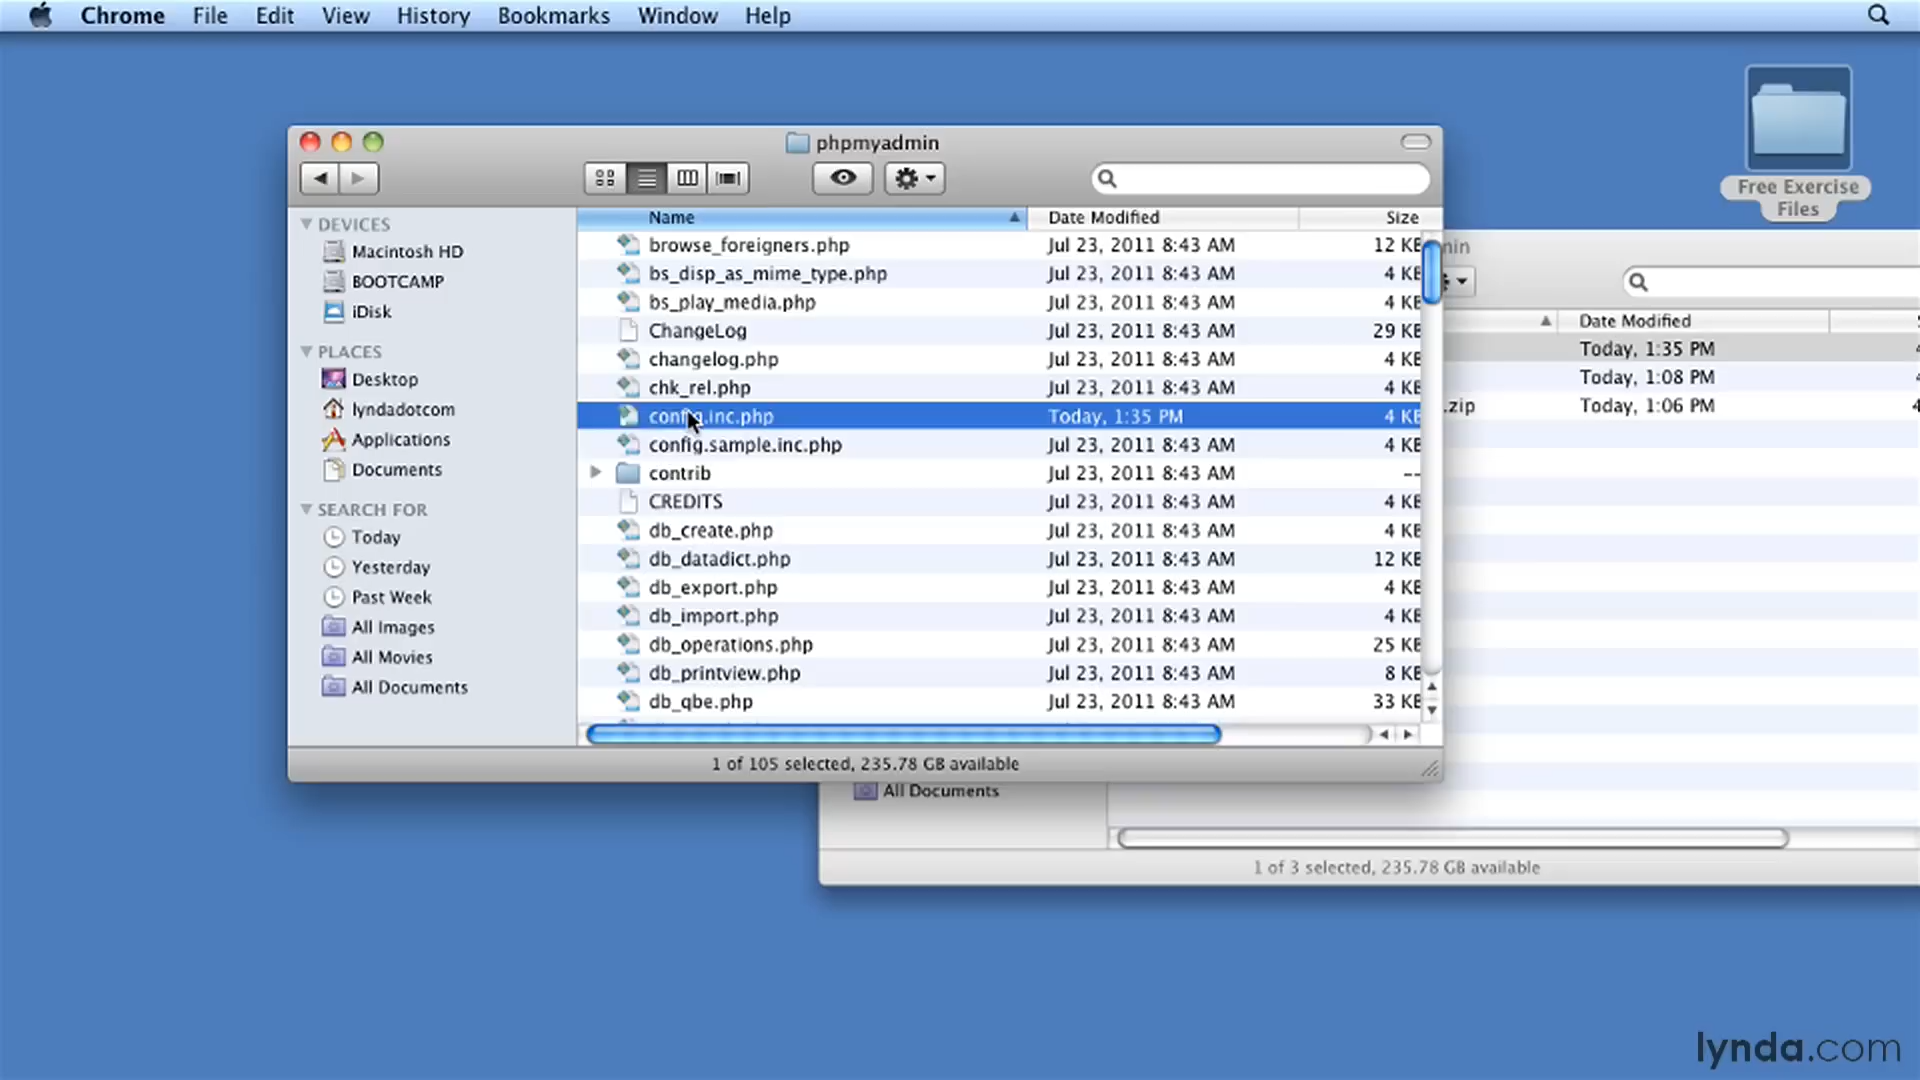 Chrome File Edit View History Bookmarks Window Help
Free Exercise
Files
phpmyadmin
Name Date Modified Size
DEVICES
Macintosh HD
BOOTCAMP
iDisk
PLACES
Desktop
lyndadotcom
Applications
Documents
SEARCH FOR
Today
Yesterday
Past Week
All Images
All Movies
All Documents
browse_foreigners.php Jul 23, 2011 8:43 AM 12 KB
bs_disp_as_mime_type.php Jul 23, 2011 8:43 AM 4 KB
bs_play_media.php Jul 23, 2011 8:43 AM 4 KB
ChangeLog Jul 23, 2011 8:43 AM 29 KB
changelog.php Jul 23, 2011 8:43 AM 4 KB
chk_rel.php Jul 23, 2011 8:43 AM 4 KB
config.inc.php Today, 1:35 PM 4 KB
config.sample.inc.php Jul 23, 2011 8:43 AM 4 KB
contrib Jul 23, 2011 8:43 AM --
CREDITS Jul 23, 2011 8:43 AM 4 KB
db_create.php Jul 23, 2011 8:43 AM 4 KB
db_datadict.php Jul 23, 2011 8:43 AM 12 KB
db_export.php Jul 23, 2011 8:43 AM 4 KB
db_import.php Jul 23, 2011 8:43 AM 4 KB
db_operations.php Jul 23, 2011 8:43 AM 25 KB
db_printview.php Jul 23, 2011 8:43 AM 8 KB
db_qbe.php Jul 23, 2011 8:43 AM 33 KB
1 of 105 selected, 235.78 GB available
min
Date Modified
Today, 1:35 PM
Today, 1:08 PM
.zip Today, 1:06 PM
All Documents
1 of 3 selected, 235.78 GB available
lynda.com